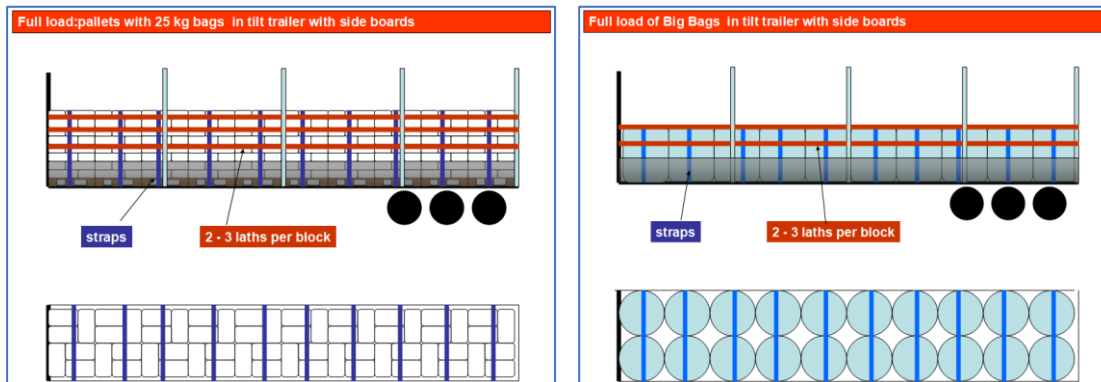 Full load:pallets with 25 kg bags  in tilt trailer with side boards
straps
2 - 3 laths per block
Full load of Big Bags  in tilt trailer with side boards
straps
2 - 3 laths per block